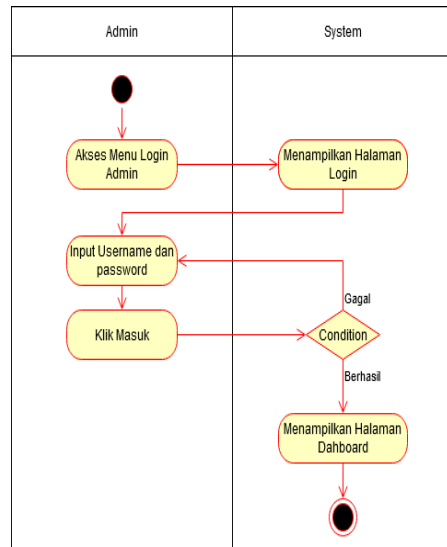 Admin
System
Akses Menu Login
Admin
Menampilkan Halaman
Login
Input Username dan
password
Gagal
Klik Masuk
Condition
Berhasil
Menampilkan Halaman
Dahboard